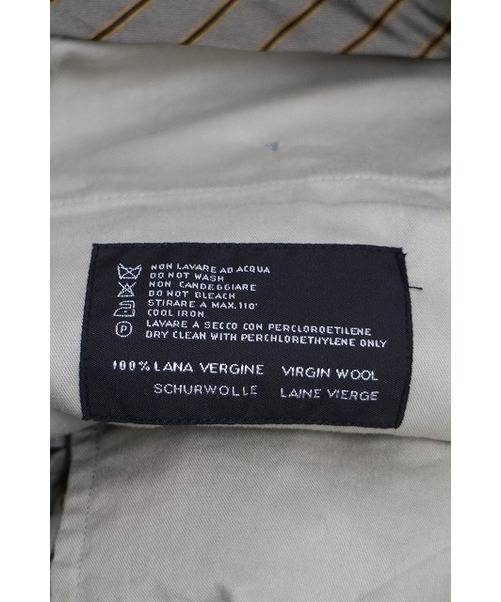 NON LAVARE AD ACQUA
DO NOT WASH
NON CANDEGGIARE
DO NOT BLEACH
STIRARE A MAX. 110°
COOL IRON
P LAVARE A SECCO CON PERCLOROETILENE
DRY CLEAN WITH PERCHLORETHYLENE ONLY
100% LANA VERGINE VIRGIN WOOL
SCHURWOLLE LAINE VIERGE